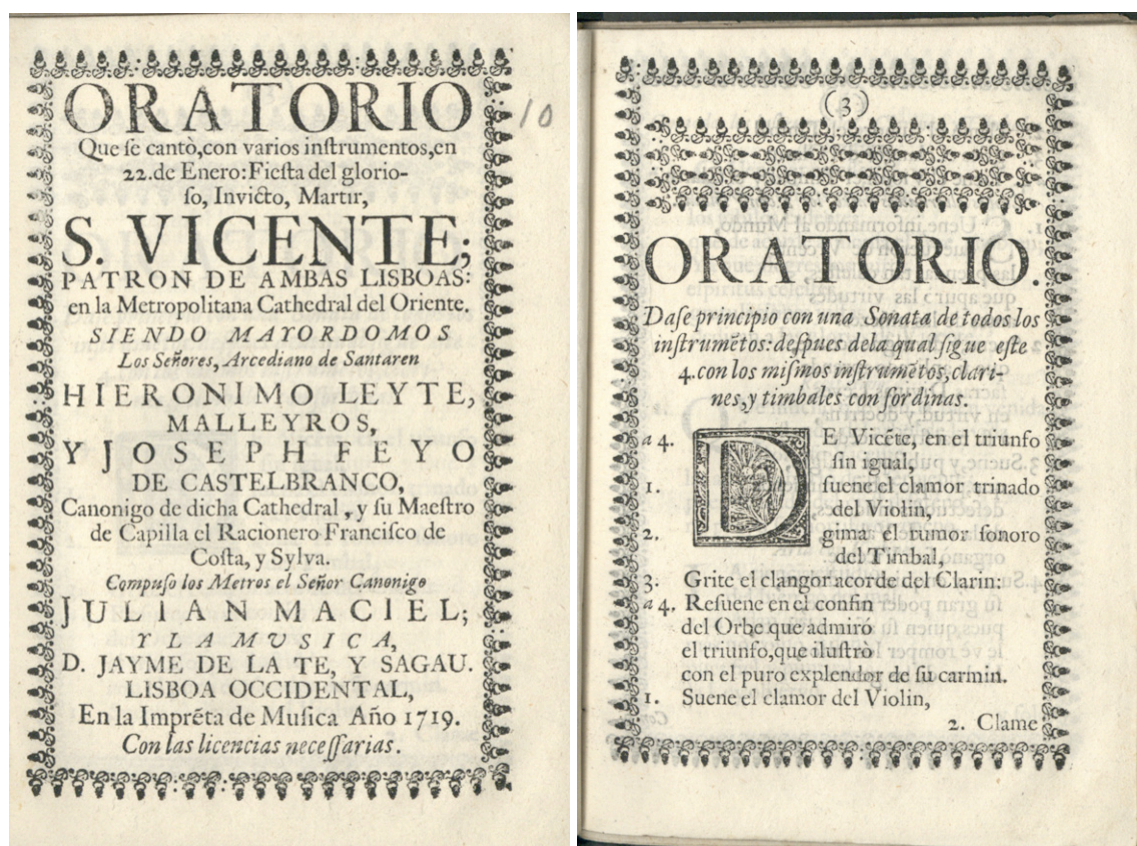 ORATORIO
Que ſe cantò,con varios inſtrumentos,en
22.de Enero:Fieſta del glorio-
ſo, Invicto, Martir,
S. VICENTE;
PATRON DE AMBAS LISBOAS:
en la Metropolitana Cathedral del Oriente.
SIENDO MAYORDOMOS
Los Señores, Arcediano de Santaren
HIERONIMO LEYTE,
MALLEYROS,
Y JOSEPH FEYO
DE CASTELBRANCO,
Canonigo de dicha Cathedral, y ſu Maeſtro
de Capilla el Racionero Franciſco de
Coſta, y Sylva.
Compuſo los Metros el Señor Canonigo
JULIAN MACIEL;
Y LA MUSICA,
D. JAYME DE LA TE, Y SAGAU.
LISBOA OCCIDENTAL,
En la Imprẽta de Muſica Año 1719.
Con las licencias neceſſarias.
10
(3)
ORATORIO.
Daſe principio con una Sonata de todos los
inſtrumẽtos:deſpues dela qual ſigue eſte
4.con los miſmos inſtrumẽtos,clari-
nes,y timbales con ſordinas.
a 4. DE Vicẽte, en el triunfo
ſin igual,
1. ſuene el clamor trinado
del Violin,
2. gima el rumor ſonoro
del Timbal,
3. Grite el clangor:acorde del Clarin:
a 4. Reſuene en el confin
del Orbe que admirò
el triunfo,que iluſtrò
con el puro explendor de ſu carmin.
1. Suene el clamor del Violin,
2. Clame